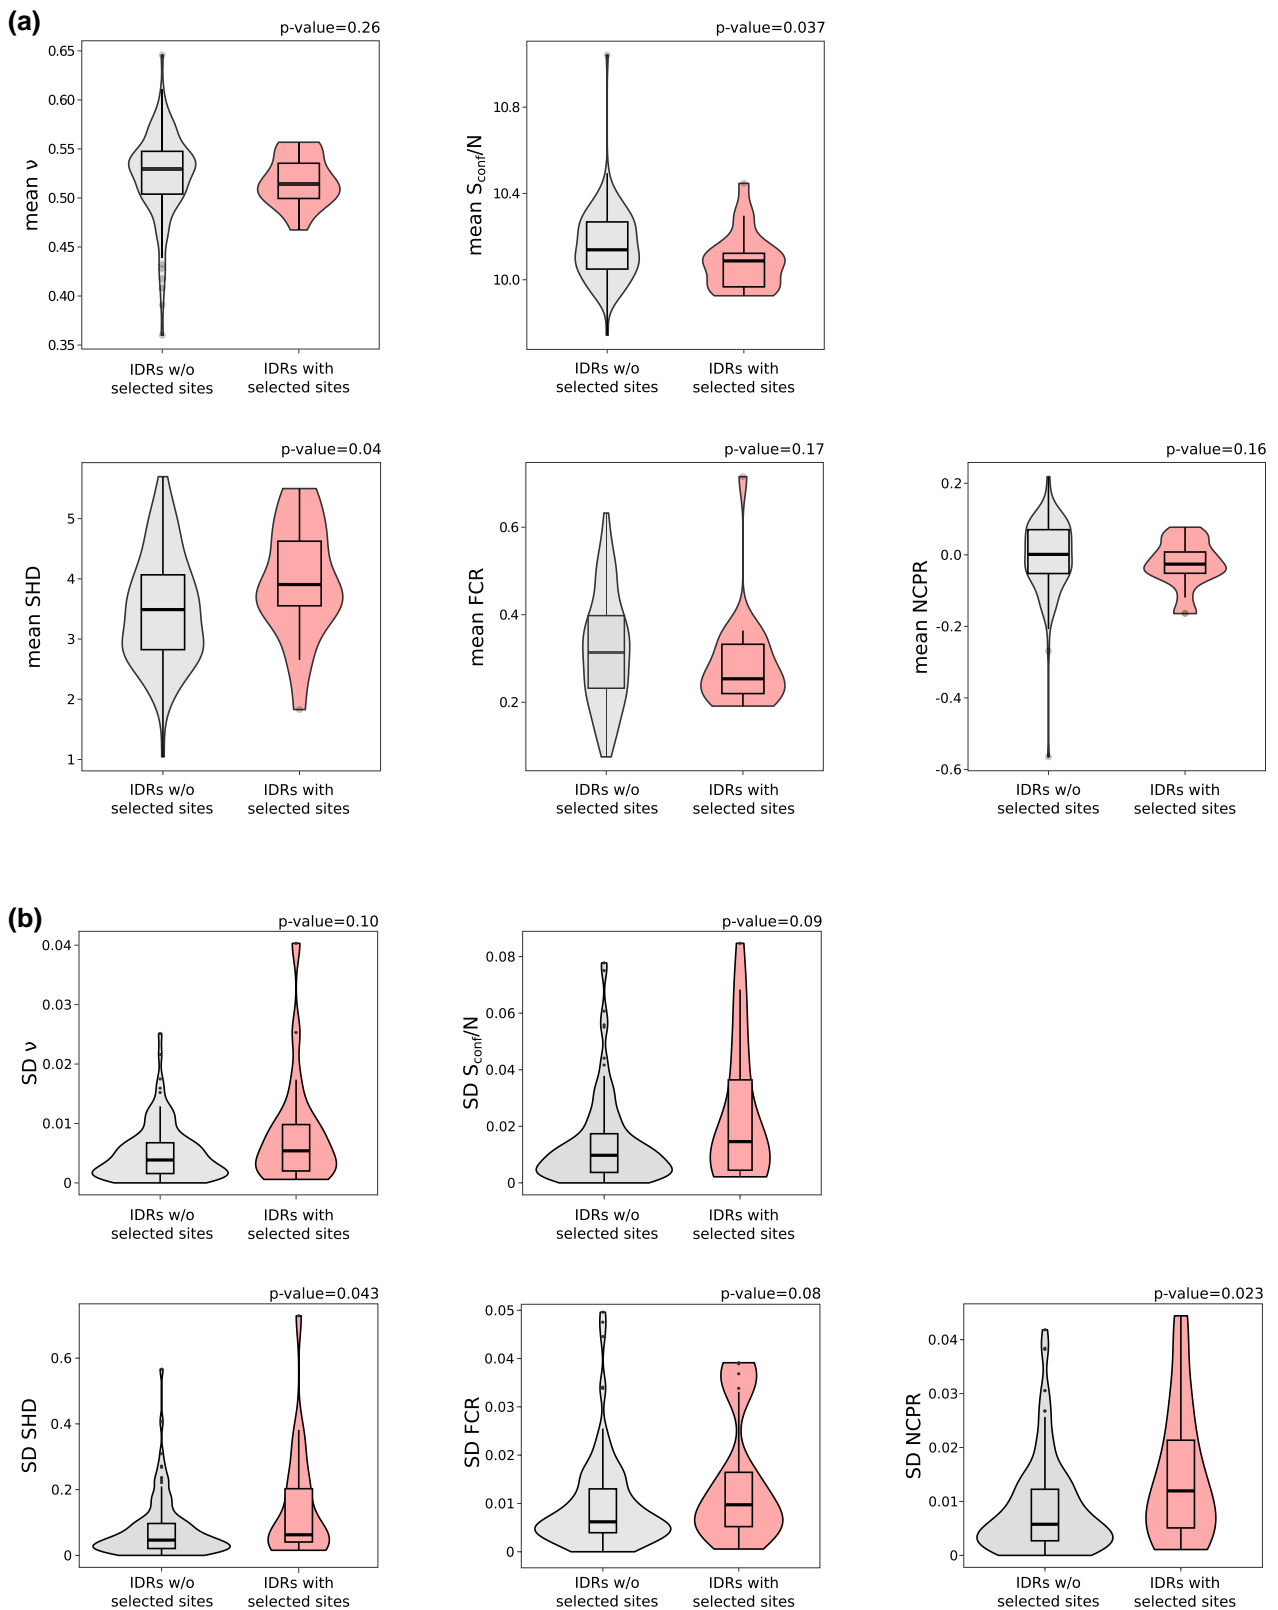 (a)
p-value=0.26
mean ν
0.65
0.60
0.55
0.50
0.45
0.40
0.35
IDRs w/o
selected sites
IDRs with
selected sites
p-value=0.037
mean Sconf/N
10.8
10.4
10.0
IDRs w/o
selected sites
IDRs with
selected sites
p-value=0.04
mean SHD
5
4
3
2
1
IDRs w/o
selected sites
IDRs with
selected sites
p-value=0.17
mean FCR
0.6
0.4
0.2
IDRs w/o
selected sites
IDRs with
selected sites
p-value=0.16
mean NCPR
0.2
0.0
-0.2
-0.4
-0.6
IDRs w/o
selected sites
IDRs with
selected sites
(b)
p-value=0.10
SD ν
0.04
0.03
0.02
0.01
0
IDRs w/o
selected sites
IDRs with
selected sites
p-value=0.09
SD Sconf/N
0.08
0.06
0.04
0.02
0
IDRs w/o
selected sites
IDRs with
selected sites
p-value=0.043
SD SHD
0.6
0.4
0.2
0
IDRs w/o
selected sites
IDRs with
selected sites
p-value=0.08
SD FCR
0.05
0.04
0.03
0.02
0.01
0
IDRs w/o
selected sites
IDRs with
selected sites
p-value=0.023
SD NCPR
0.04
0.03
0.02
0.01
0
IDRs w/o
selected sites
IDRs with
selected sites